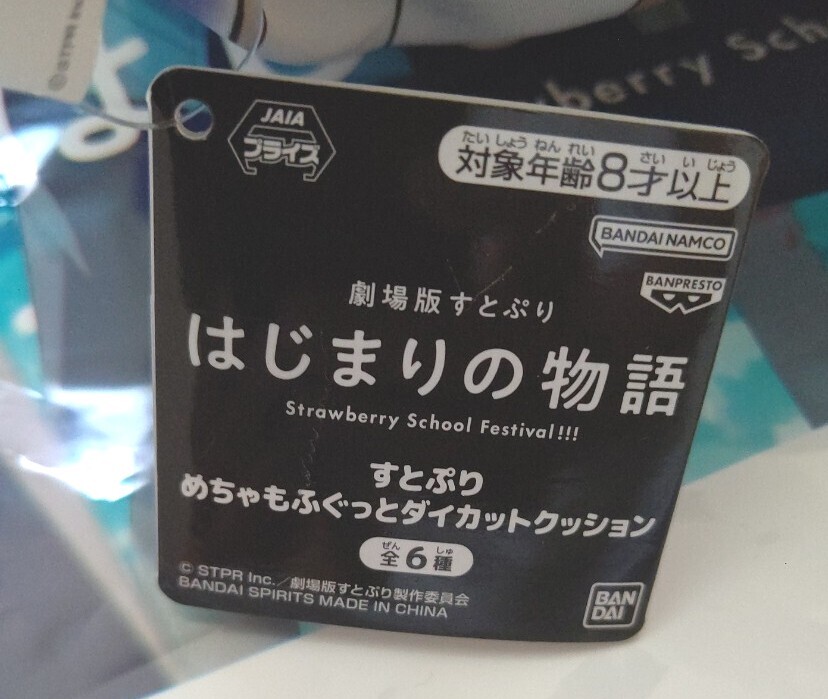 berry Sch
JAIA
プライズ
たいしょうねんれい さい いじょう
対象年齢8才以上
BANDAI NAMCO
BANPRESTO
劇場版すとぷり
はじまりの物語
Strawberry School Festival!!!
すとぷり
めちゃもふぐっとダイカットクッション
ぜん しゅ
全6種
© STPR Inc.／劇場版すとぷり製作委員会
BANDAI SPIRITS MADE IN CHINA
BAN
DAI